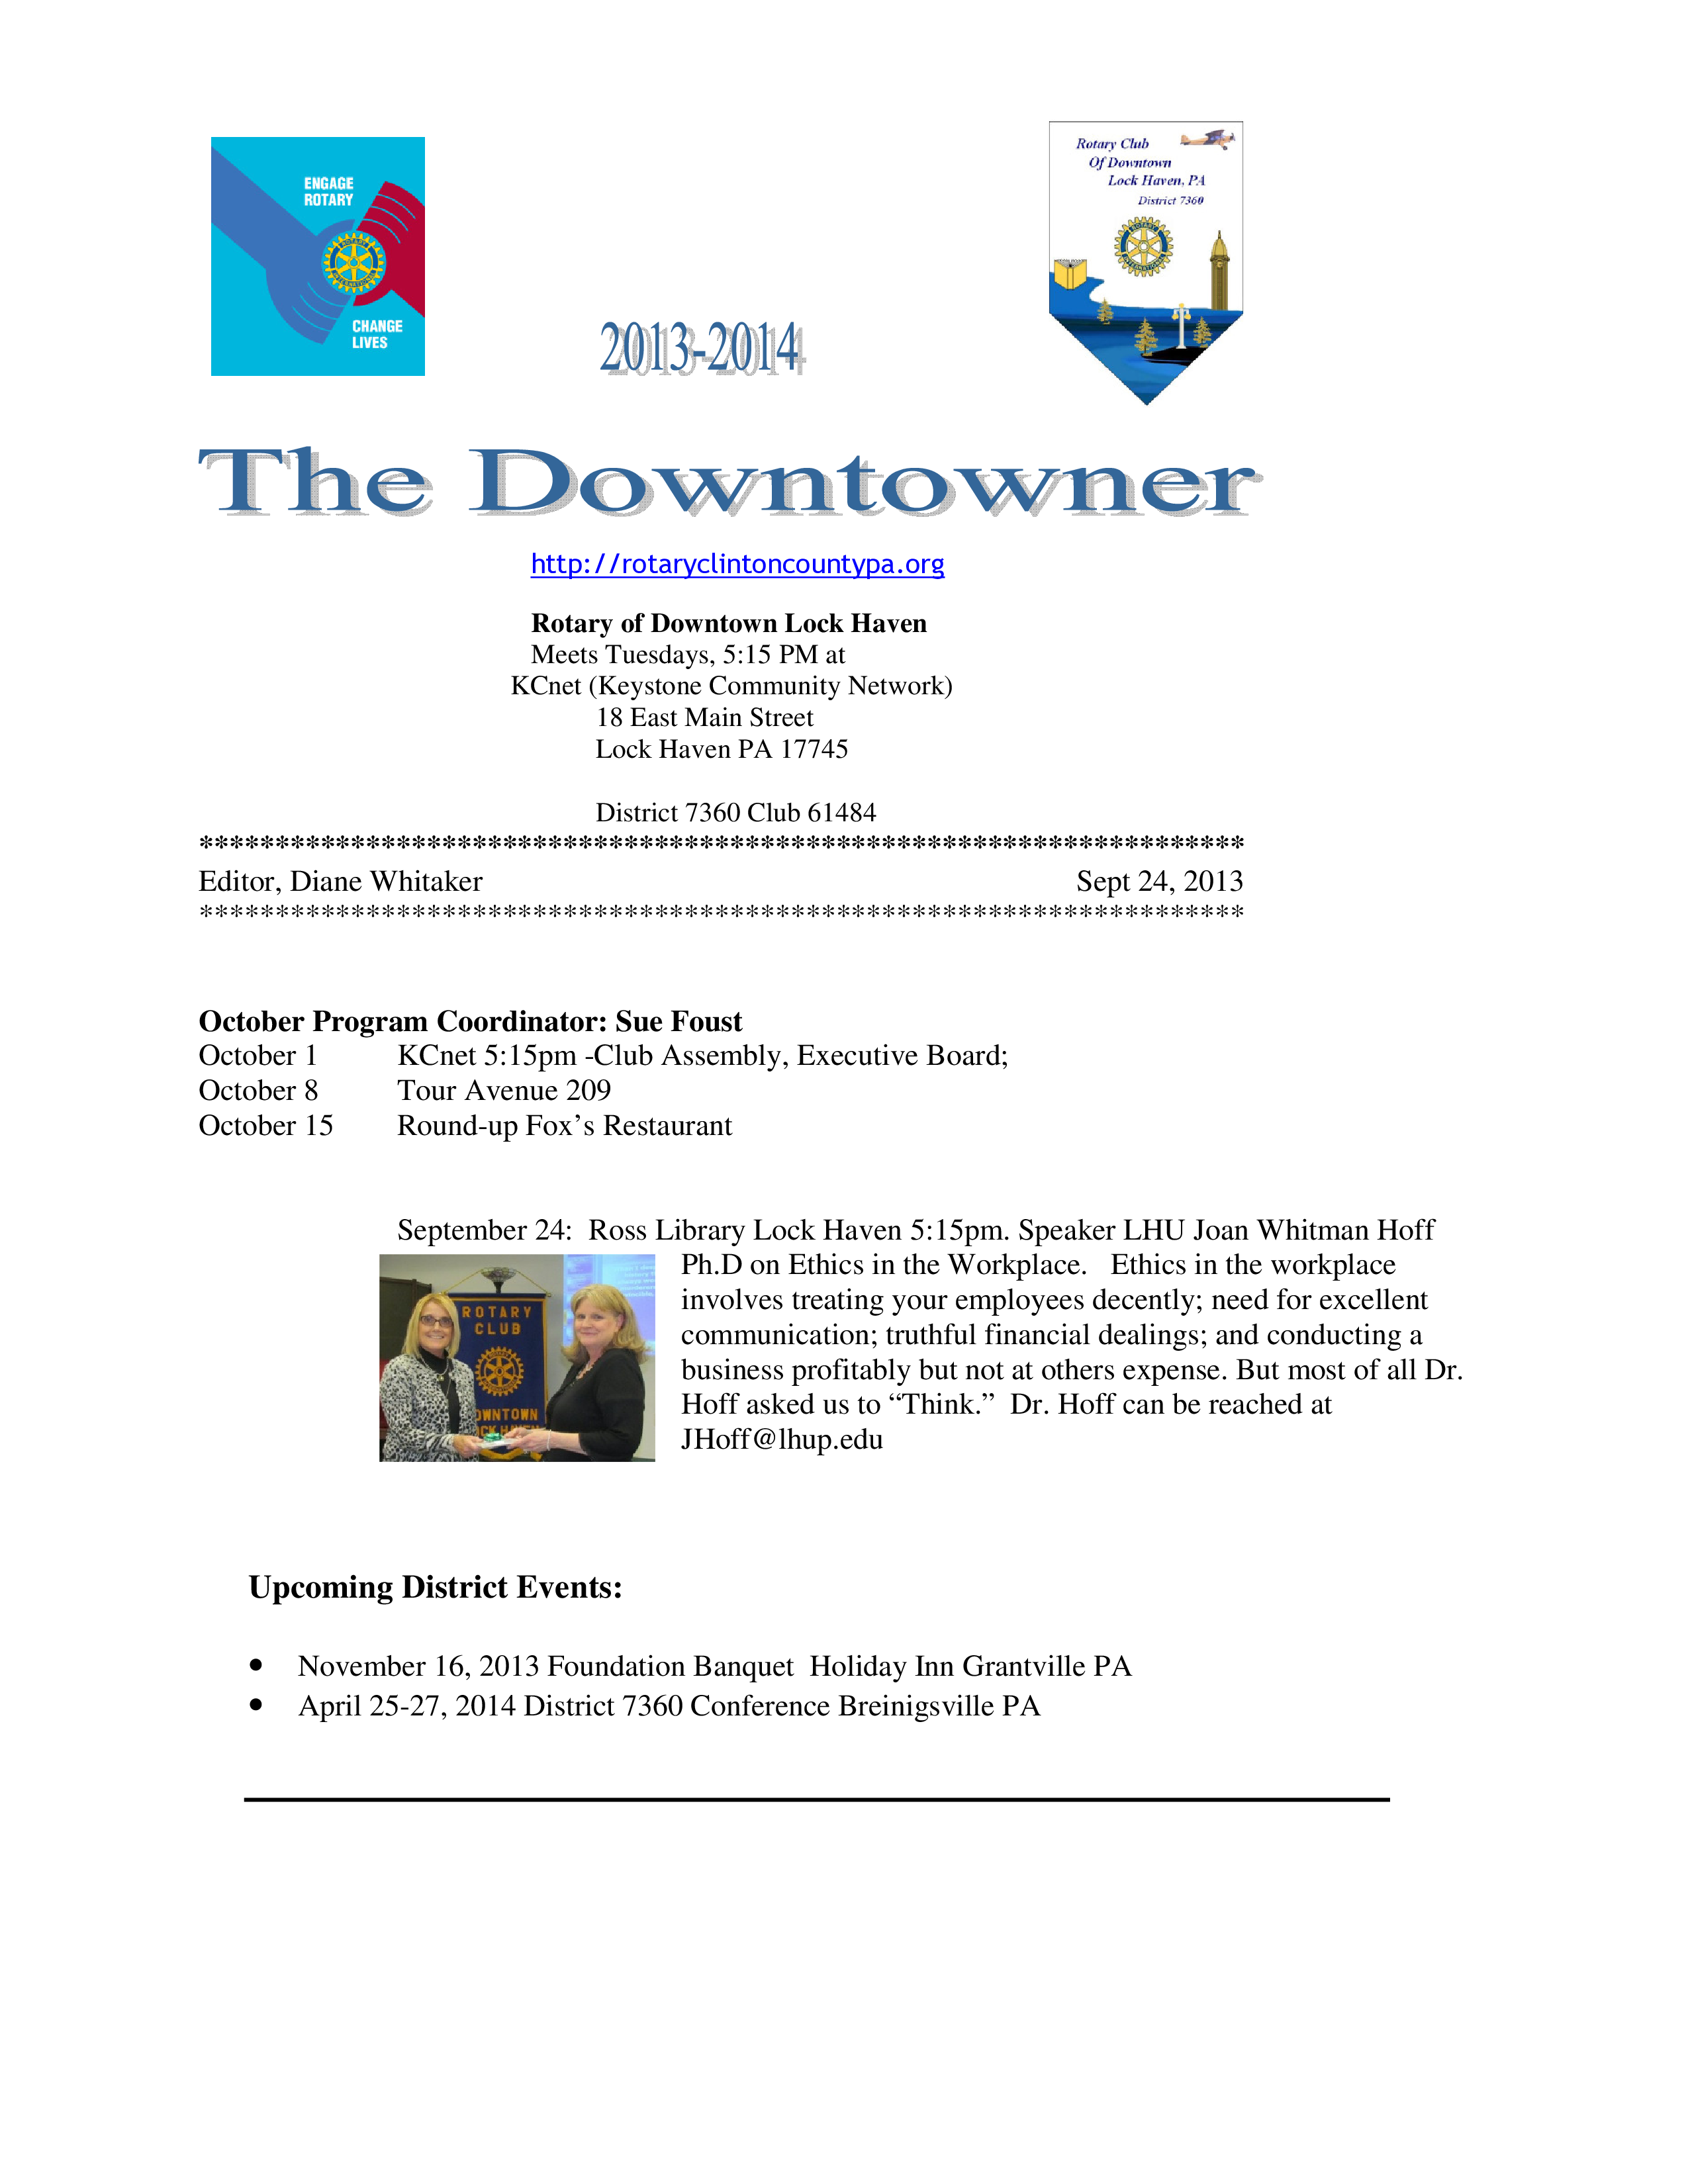 ENGAGE
ROTARY
CHANGE
LIVES
Rotary Club
Of Downtown
Lock Haven, PA
District 7360
ROTARY
INTERNATIONAL
2013-2014
The Downtowner
http://rotaryclintoncountypa.org
Rotary of Downtown Lock Haven
Meets Tuesdays, 5:15 PM at
KCnet (Keystone Community Network)
18 East Main Street
Lock Haven PA 17745
District 7360 Club 61484
*********************************************************************
Editor, Diane Whitaker Sept 24, 2013
*********************************************************************
October Program Coordinator: Sue Foust
October 1 KCnet 5:15pm -Club Assembly, Executive Board;
October 8 Tour Avenue 209
October 15 Round-up Fox’s Restaurant
September 24:  Ross Library Lock Haven 5:15pm. Speaker LHU Joan Whitman Hoff
Ph.D on Ethics in the Workplace.   Ethics in the workplace
involves treating your employees decently; need for excellent
communication; truthful financial dealings; and conducting a
business profitably but not at others expense. But most of all Dr.
Hoff asked us to “Think.”  Dr. Hoff can be reached at
JHoff@lhup.edu
ROTARY
CLUB
OWNTOWN
Upcoming District Events:
• November 16, 2013 Foundation Banquet  Holiday Inn Grantville PA
• April 25-27, 2014 District 7360 Conference Breinigsville PA